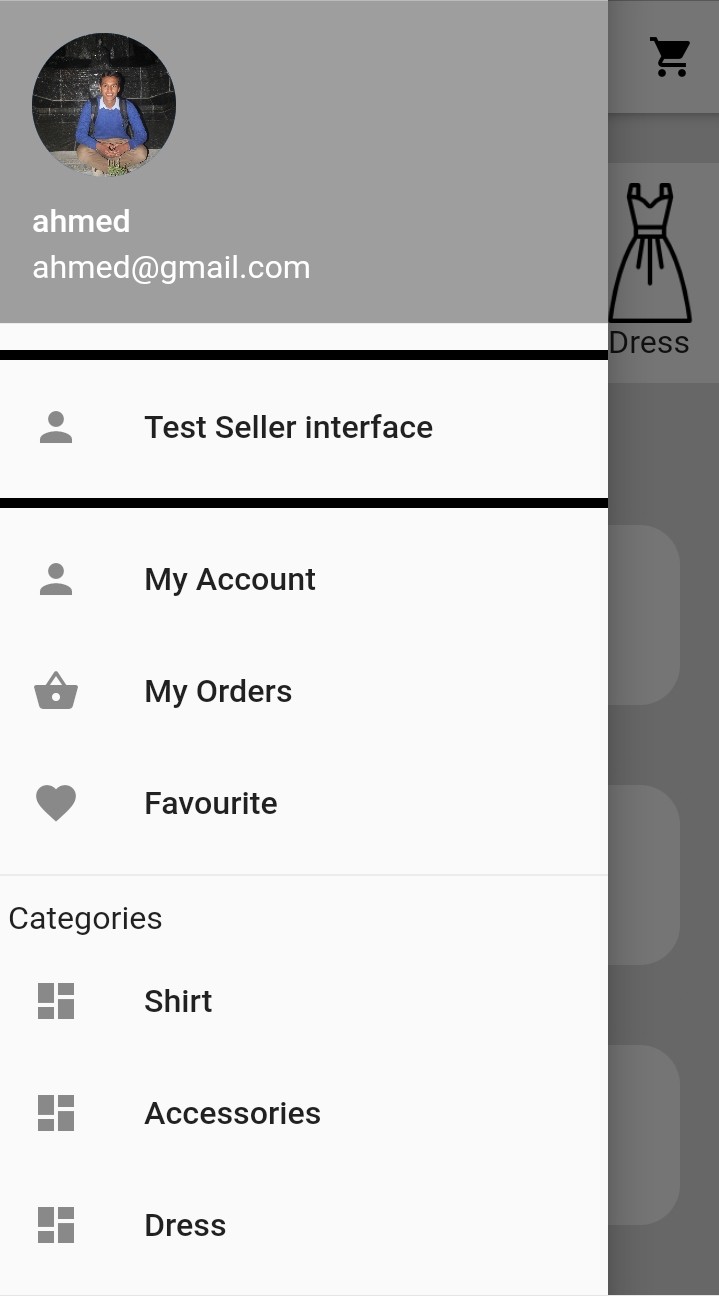 ahmed
ahmed@gmail.com
Dress
Test Seller interface
My Account
My Orders
Favourite
Categories
Shirt
Accessories
Dress